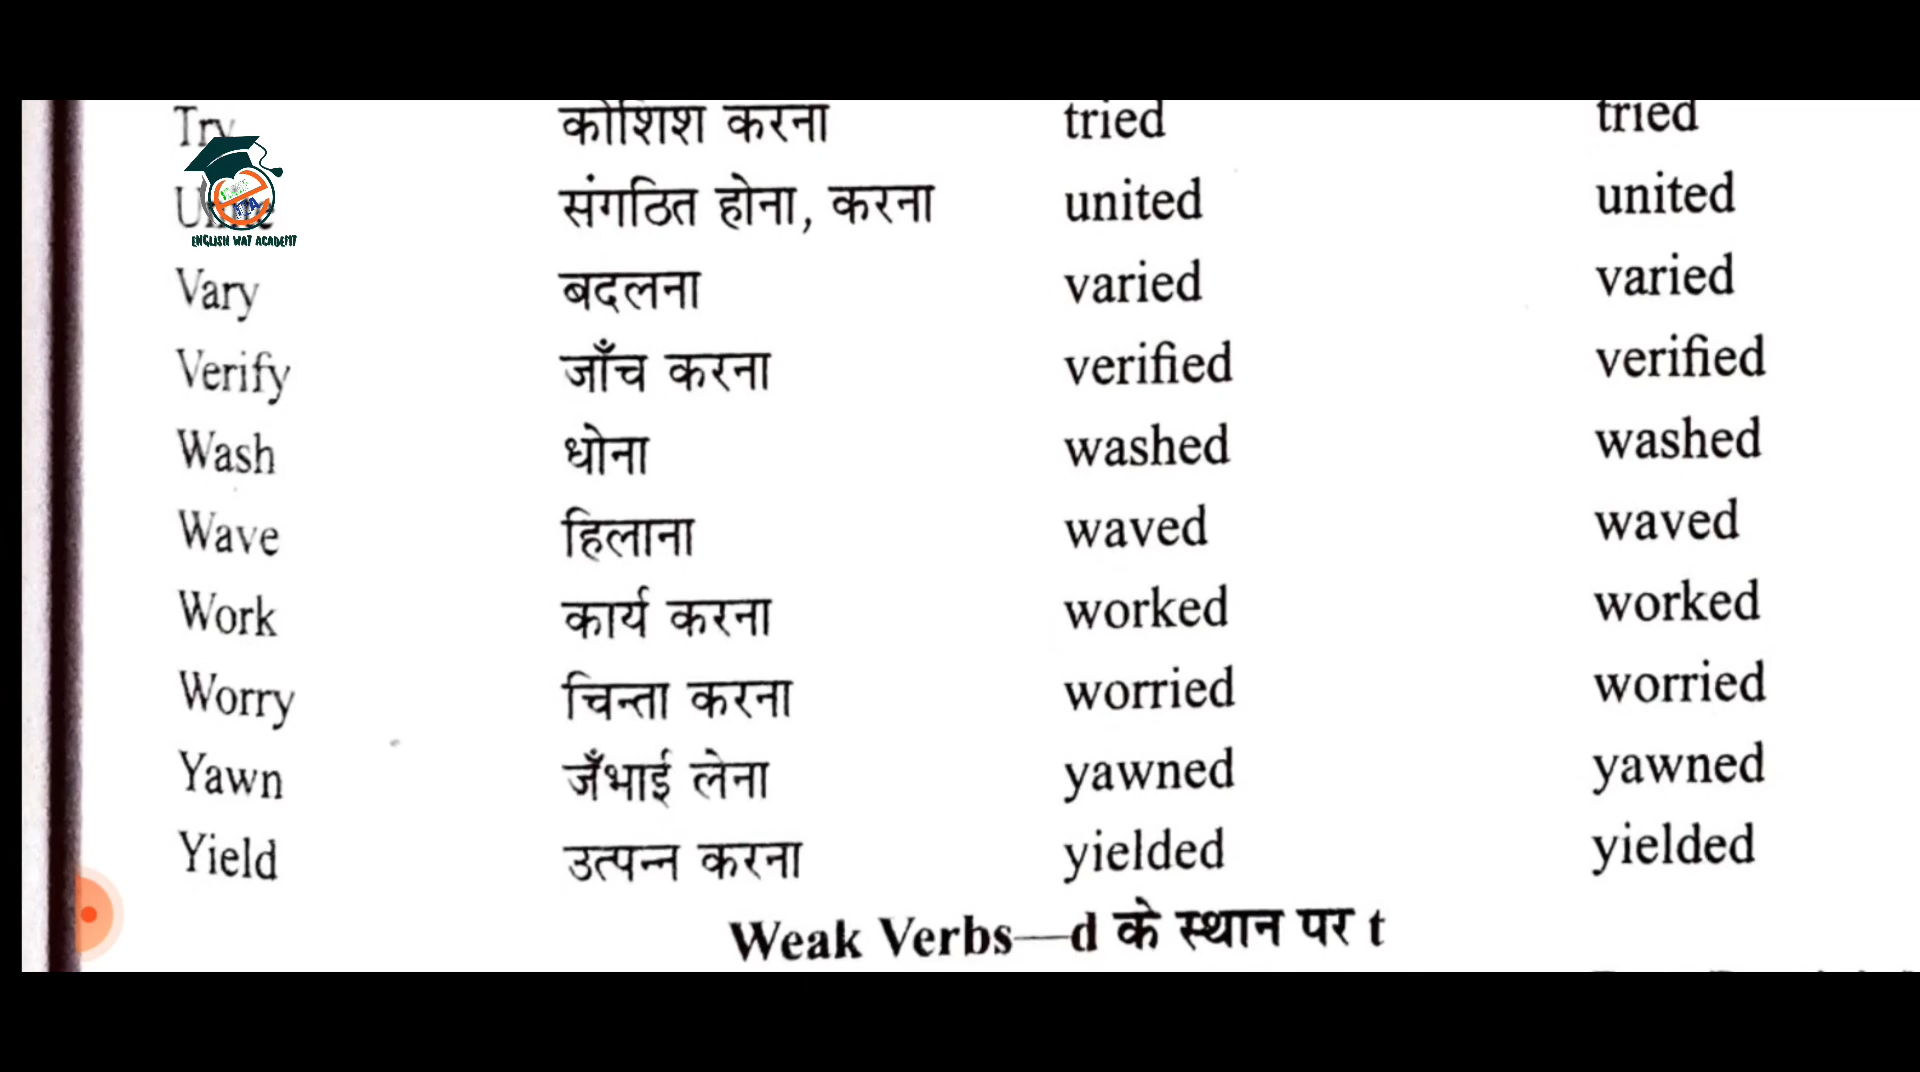 Try कोशिश करना tried tried
संगठित होना, करना united united
ENGLISH WAY ACADEMY
Vary बदलना varied varied
Verify जाँच करना verified verified
Wash धोना washed washed
Wave हिलाना waved waved
Work कार्य करना worked worked
Worry चिन्ता करना worried worried
Yawn जँभाई लेना yawned yawned
Yield उत्पन्न करना yielded yielded
Weak Verbs—d के स्थान पर t